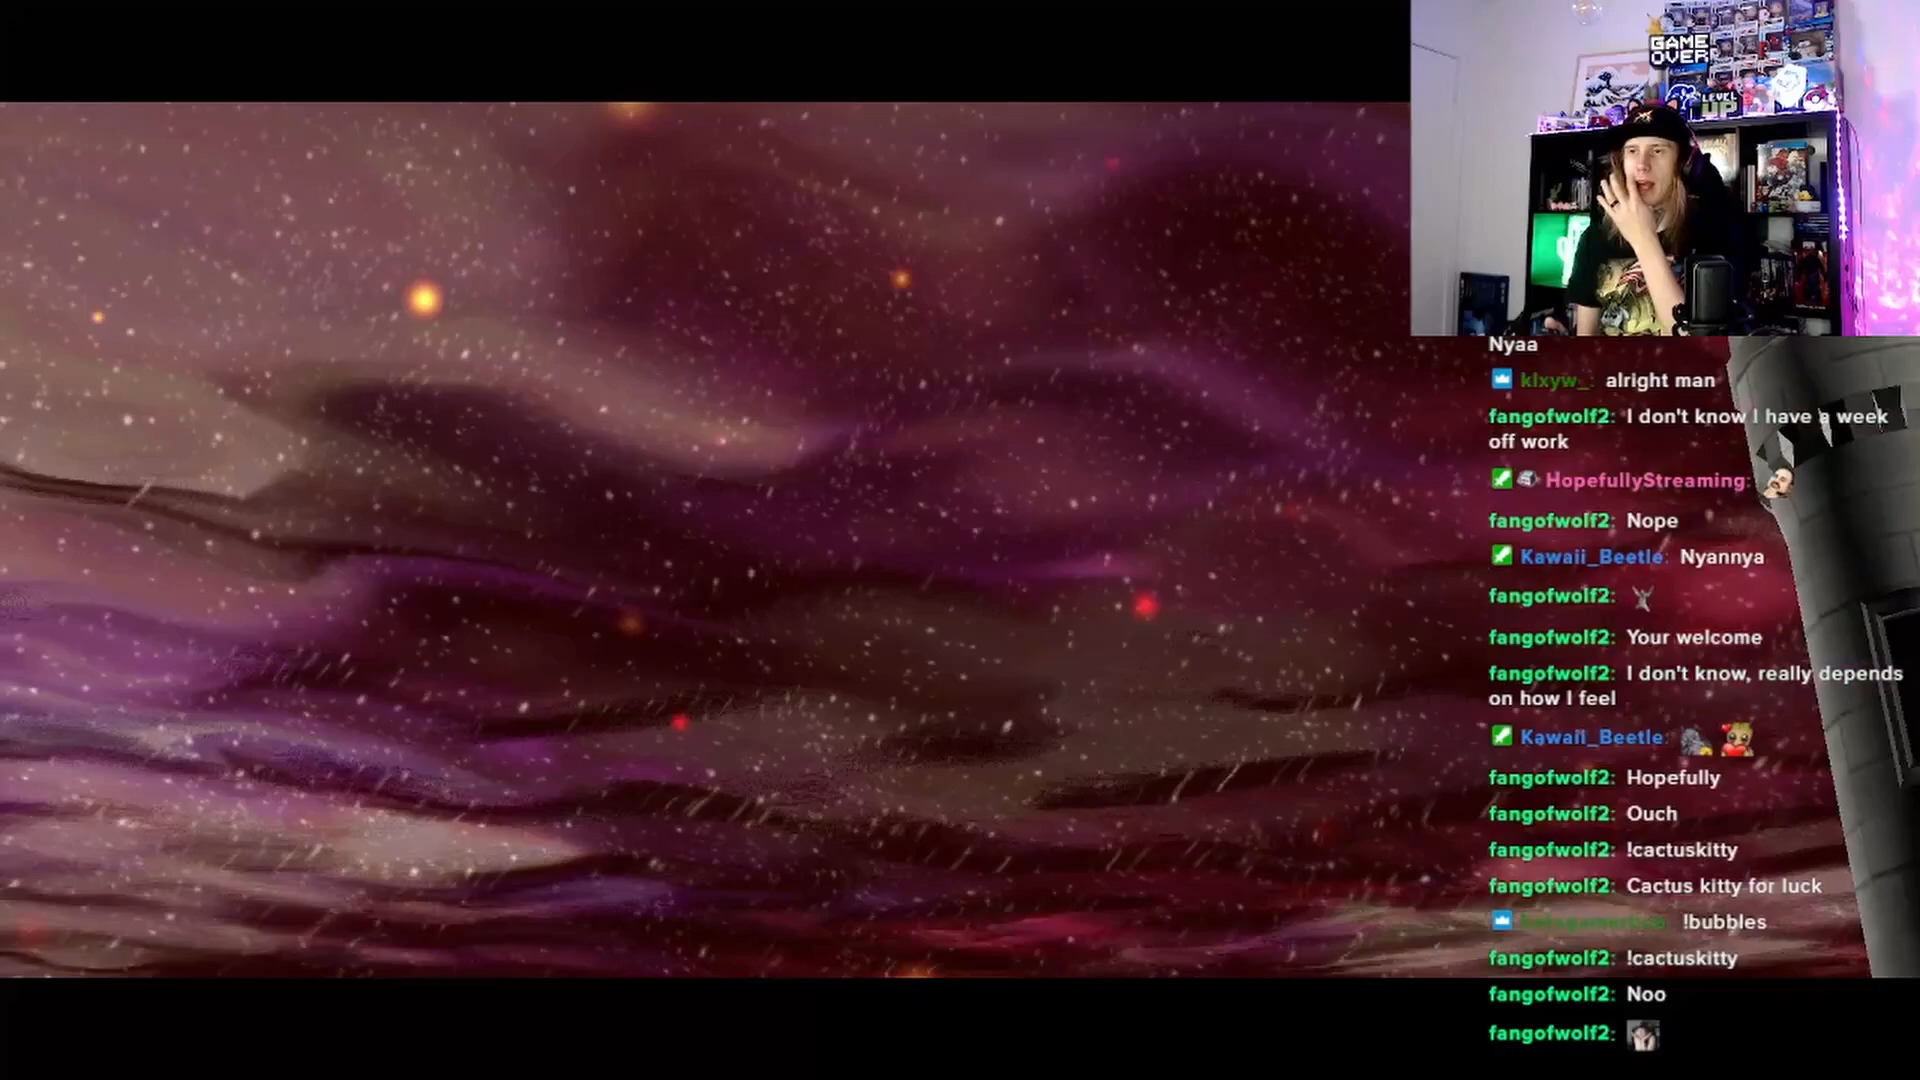 GAME
OVER
LEVEL
UP
Nyaa
klxyw_: alright man
fangofwolf2: I don't know I have a week
off work
HopefullyStreaming:
fangofwolf2: Nope
Kawaii_Beetle: Nyannya
fangofwolf2:
fangofwolf2: Your welcome
fangofwolf2: I don't know, really depends
on how I feel
Kawaii_Beetle:
fangofwolf2: Hopefully
fangofwolf2: Ouch
fangofwolf2: !cactuskitty
fangofwolf2: Cactus kitty for luck
!bubbles
fangofwolf2: !cactuskitty
fangofwolf2: Noo
fangofwolf2: